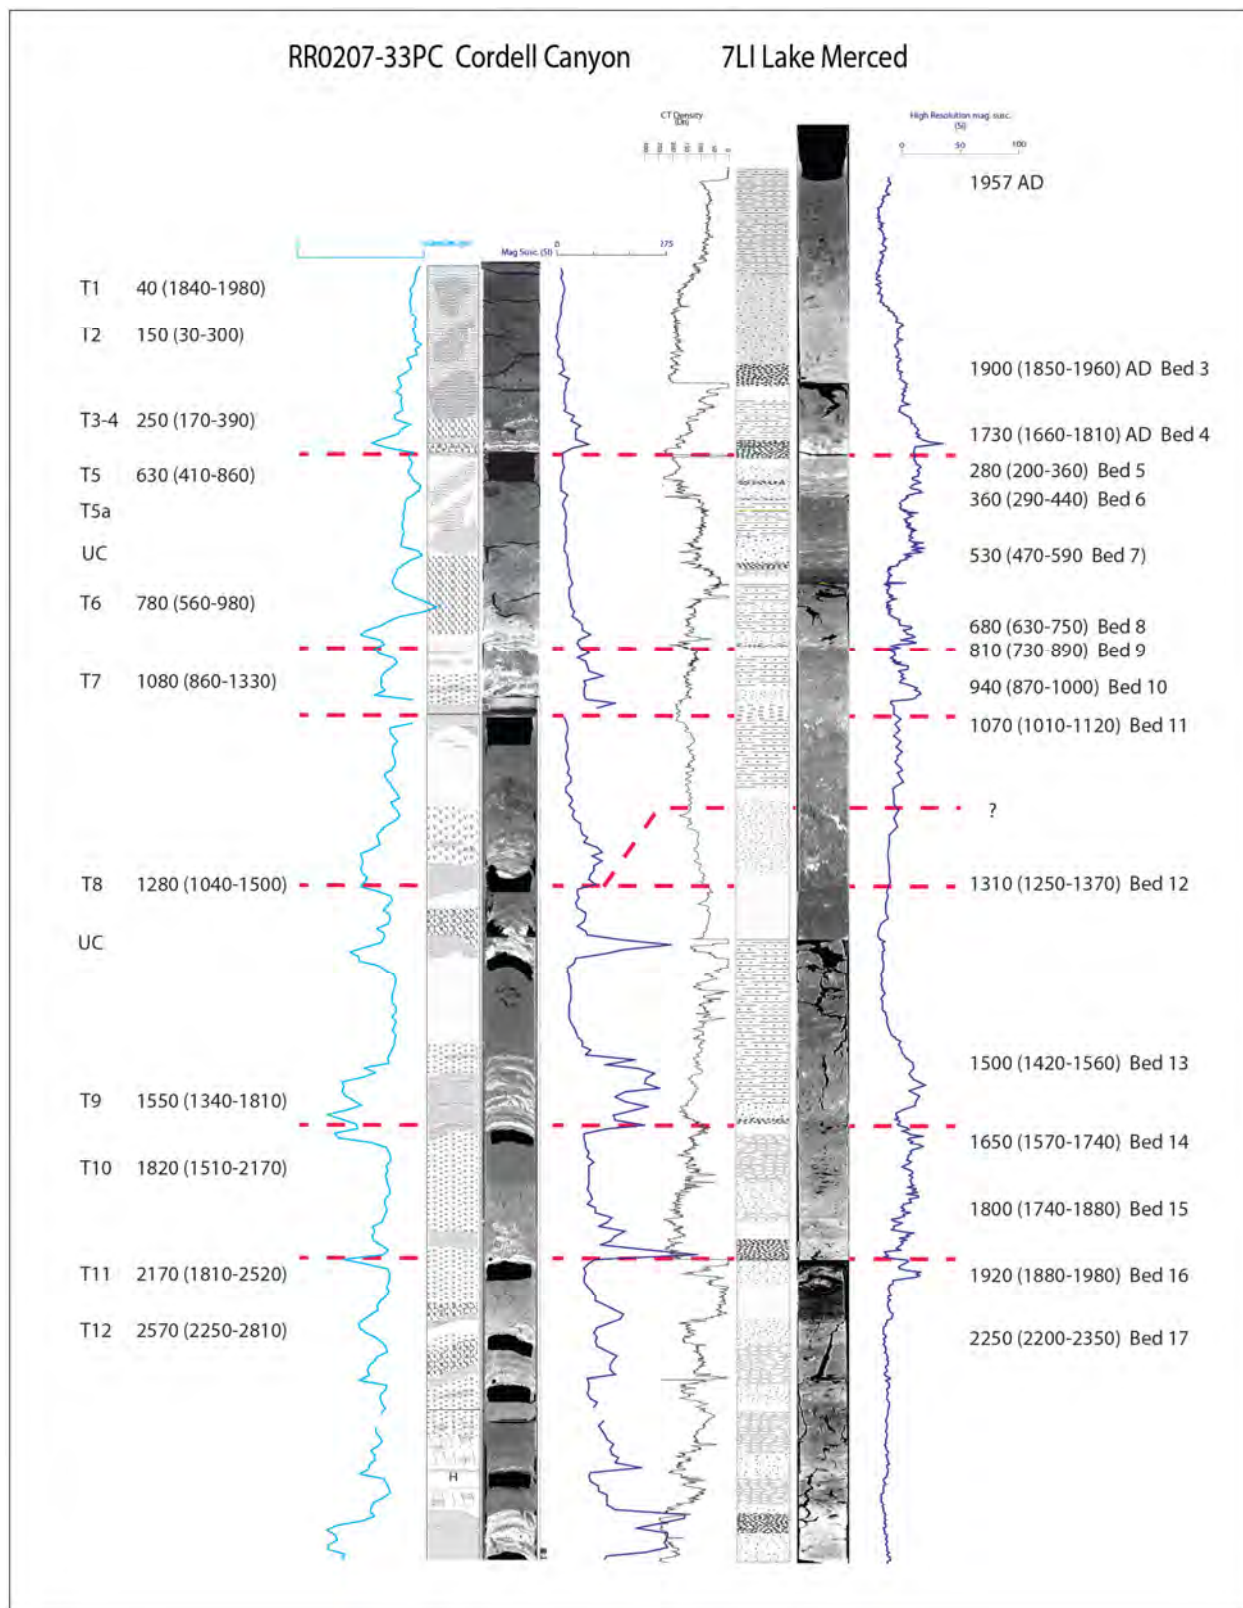 RR0207-33PC Cordell Canyon
7LI Lake Merced
CT Density
(Dn)
High Resolution mag. susc.
(SI)
0 50 100
1957 AD
Mag Susc. (SI)
0 275
T1 40 (1840-1980)
T2 150 (30-300)
1900 (1850-1960) AD Bed 3
T3-4 250 (170-390)
1730 (1660-1810) AD Bed 4
T5 630 (410-860)
280 (200-360) Bed 5
360 (290-440) Bed 6
T5a
UC
530 (470-590 Bed 7)
T6 780 (560-980)
680 (630-750) Bed 8
810 (730-890) Bed 9
T7 1080 (860-1330)
940 (870-1000) Bed 10
1070 (1010-1120) Bed 11
?
T8 1280 (1040-1500)
1310 (1250-1370) Bed 12
UC
1500 (1420-1560) Bed 13
T9 1550 (1340-1810)
1650 (1570-1740) Bed 14
T10 1820 (1510-2170)
1800 (1740-1880) Bed 15
T11 2170 (1810-2520)
1920 (1880-1980) Bed 16
T12 2570 (2250-2810)
2250 (2200-2350) Bed 17
H